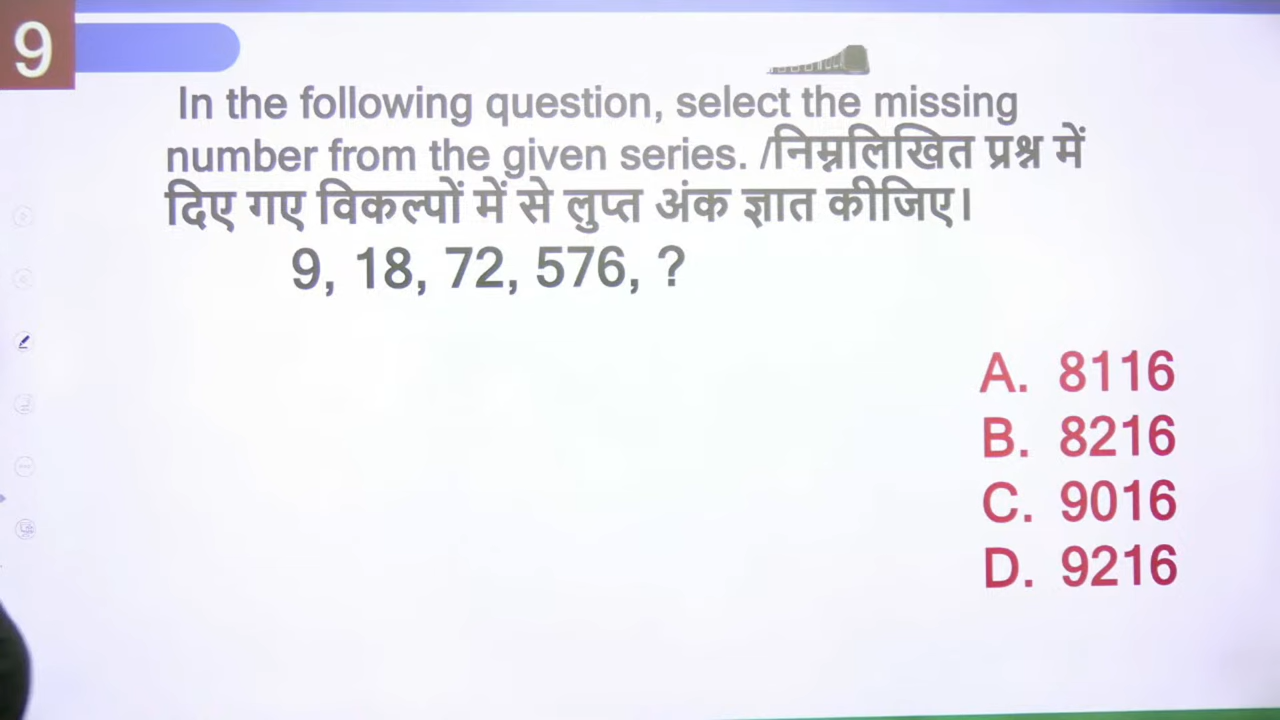 9
In the following question, select the missing
number from the given series. /निम्नलिखित प्रश्न में
दिए गए विकल्पों में से लुप्त अंक ज्ञात कीजिए।
9, 18, 72, 576, ?
A. 8116
B. 8216
C. 9016
D. 9216